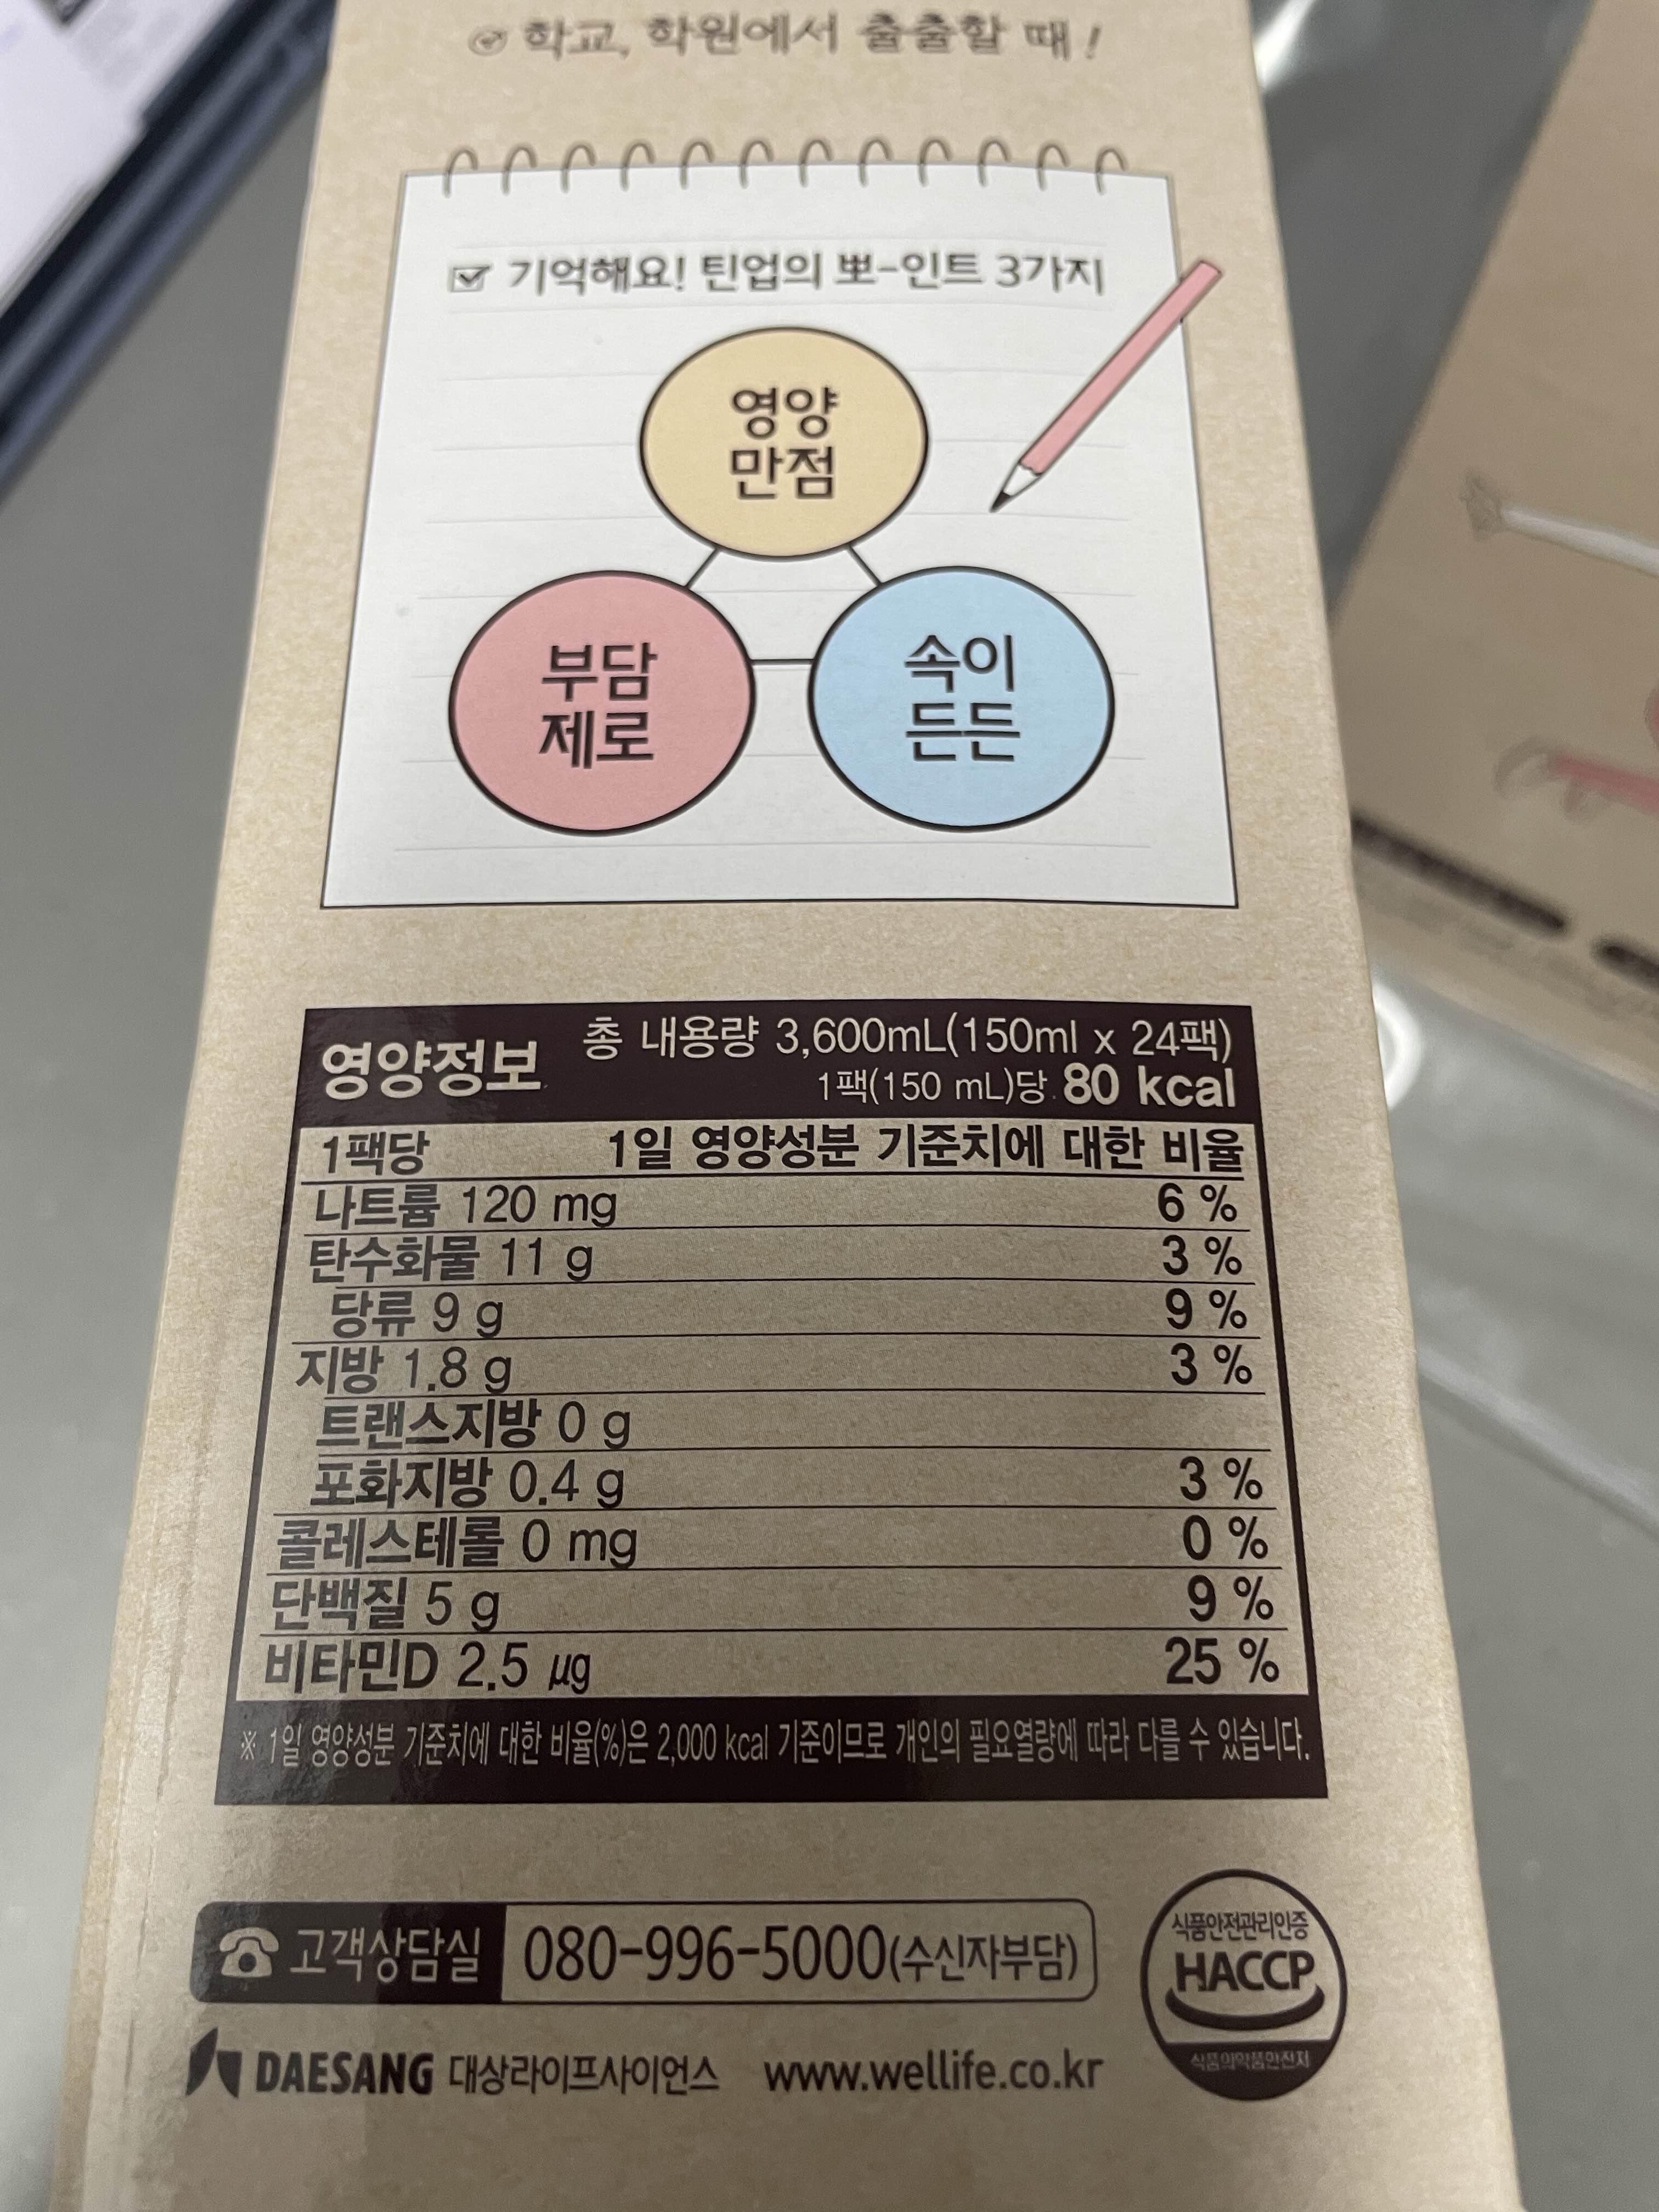 학교, 학원에서 출출할 때!
기억해요! 틴업의 뽀-인트 3가지
영양
만점
부담
제로
속이
든든
영양정보
총 내용량 3,600mL(150ml x 24팩)
1팩(150 mL)당 80 kcal
1팩당 1일 영양성분 기준치에 대한 비율
나트륨 120 mg 6 %
탄수화물 11 g 3 %
당류 9 g 9 %
지방 1.8 g 3 %
트랜스지방 0 g
포화지방 0.4 g 3 %
콜레스테롤 0 mg 0 %
단백질 5 g 9 %
비타민D 2.5 μg 25 %
※ 1일 영양성분 기준치에 대한 비율(%)은 2,000 kcal 기준이므로 개인의 필요열량에 따라 다를 수 있습니다.
고객상담실 080-996-5000(수신자부담)
식품안전관리인증
HACCP
식품의약품안전처
DAESANG 대상라이프사이언스 www.wellife.co.kr